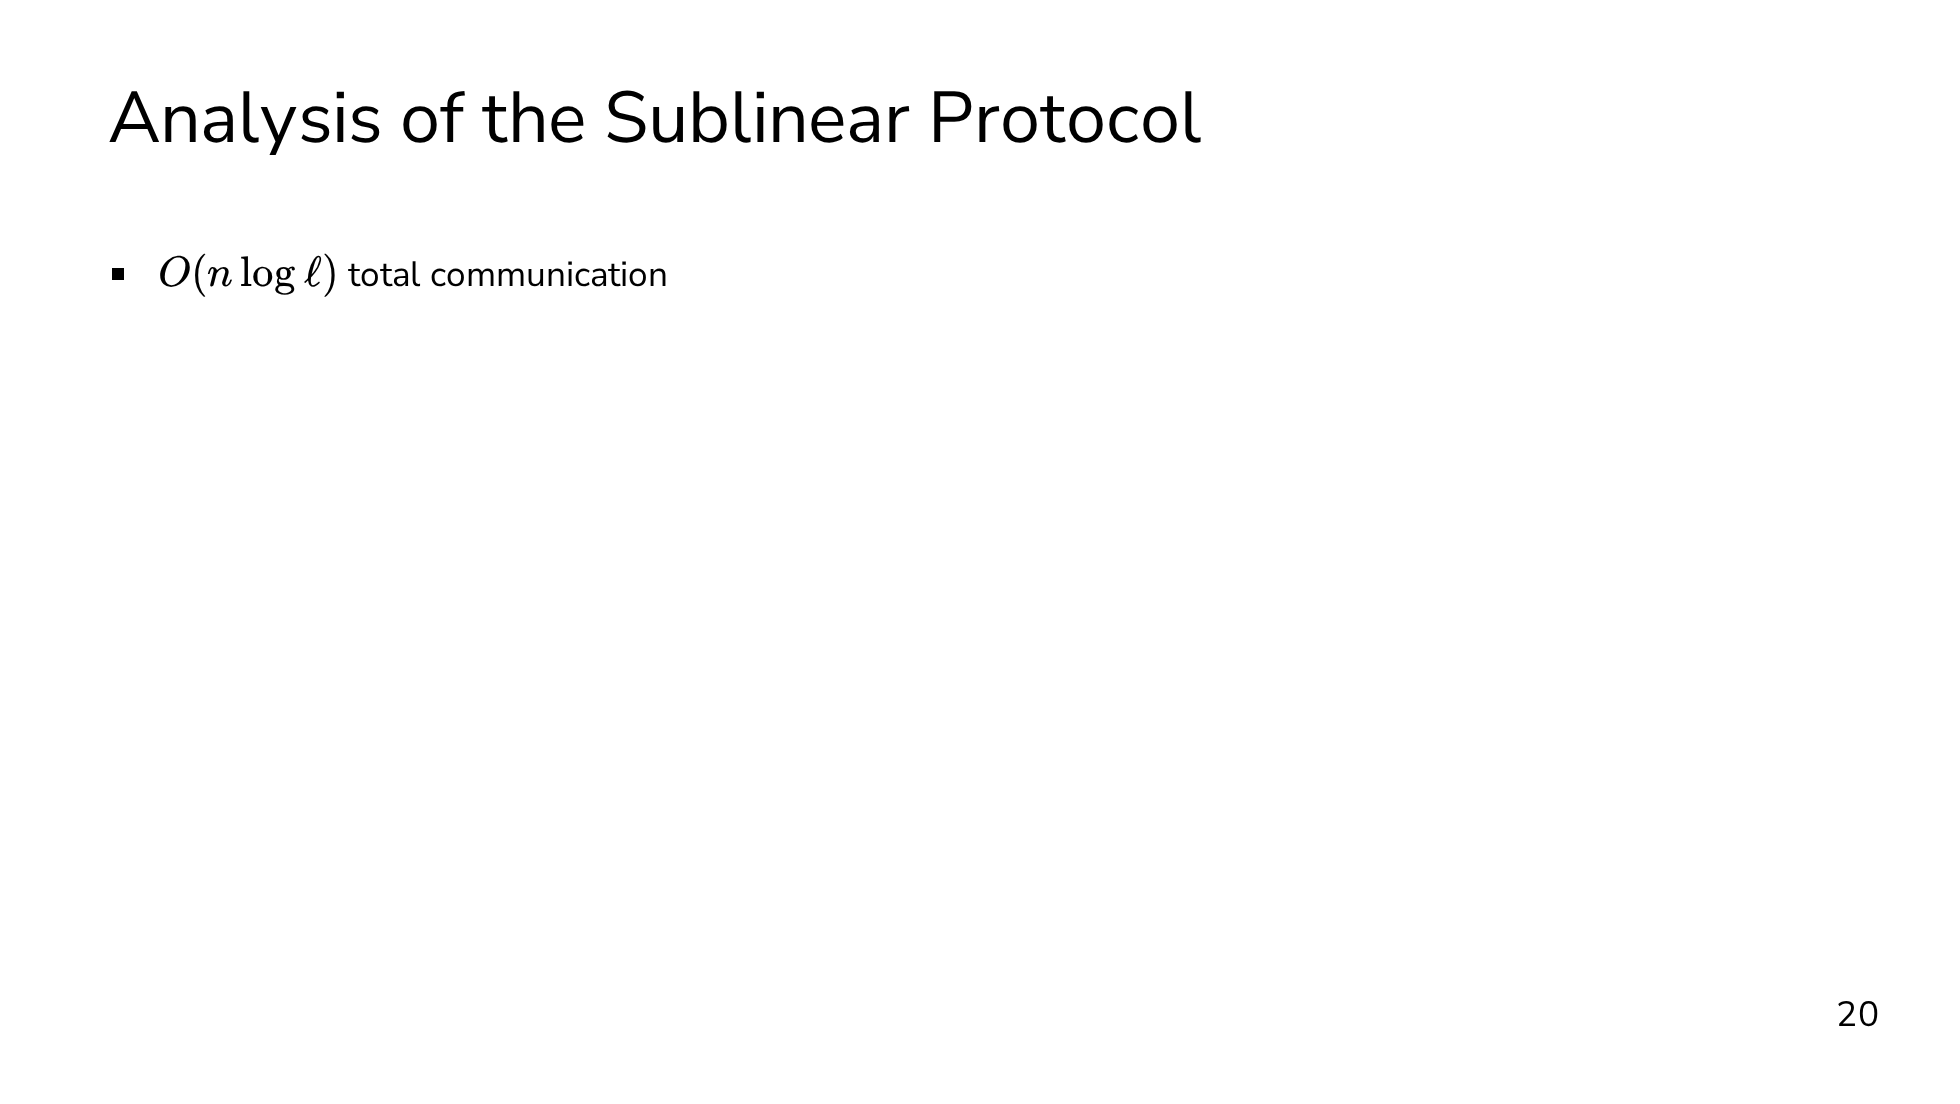 Analysis of the Sublinear Protocol
▪ O(n log ℓ) total communication
20